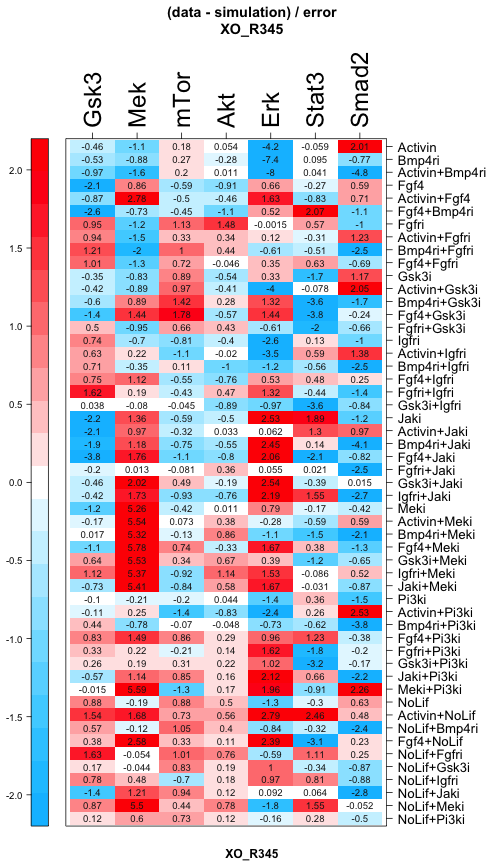 (data - simulation) / error
XO_R345
Gsk3 Mek mTor Akt Erk Stat3 Smad2
-0.46 -1.1 0.18 0.054 -4.2 -0.059 2.01 Activin
-0.53 -0.88 0.27 -0.28 -7.4 0.095 -0.77 Bmp4ri
-0.97 -1.6 0.2 0.011 -8 0.041 -4.8 Activin+Bmp4ri
-2.1 0.86 -0.59 -0.91 0.66 -0.27 0.59 Fgf4
-0.87 2.78 -0.5 -0.46 1.63 -0.83 0.71 Activin+Fgf4
-2.6 -0.73 -0.45 -1.1 0.52 2.07 -1.1 Fgf4+Bmp4ri
2.0
0.95 -1.2 1.13 1.48 -0.0015 0.57 -1 Fgfri
0.94 -1.5 0.33 0.34 0.12 -0.31 1.23 Activin+Fgfri
1.21 -2 1 0.44 -0.61 -0.51 -2.5 Bmp4ri+Fgfri
1.01 -1.3 0.72 -0.046 0.35 0.63 -0.69 Fgf4+Fgfri
1.5
-0.35 -0.83 0.89 -0.54 0.33 -1.7 1.17 Gsk3i
-0.42 -0.89 0.97 -0.41 -4 -0.078 2.05 Activin+Gsk3i
-0.6 0.89 1.42 0.28 1.32 -3.6 -1.7 Bmp4ri+Gsk3i
-1.4 1.44 1.78 -0.57 1.44 -3.8 -0.24 Fgf4+Gsk3i
0.5 -0.95 0.66 0.43 -0.61 -2 -0.66 Fgfri+Gsk3i
1.0
0.74 -0.7 -0.81 -0.4 -2.6 0.13 -1 Igfri
0.63 0.22 -1.1 -0.02 -3.5 0.59 1.38 Activin+Igfri
0.71 -0.35 0.11 -1 -1.2 -0.56 -2.5 Bmp4ri+Igfri
0.75 1.12 -0.55 -0.76 0.53 0.48 0.25 Fgf4+Igfri
1.62 0.19 -0.43 0.47 1.32 -0.44 -1.4 Fgfri+Igfri
0.5
0.038 -0.08 -0.045 -0.89 -0.97 -3.6 -0.84 Gsk3i+Igfri
-2.2 1.36 -0.59 -0.5 2.53 1.89 -1.2 Jaki
-2.1 0.97 -0.32 0.033 0.062 1.3 0.97 Activin+Jaki
-1.9 1.18 -0.75 -0.55 2.45 0.14 -4.1 Bmp4ri+Jaki
-3.8 1.76 -1.1 -0.8 2.06 -2.1 -0.82 Fgf4+Jaki
-0.2 0.013 -0.081 0.36 0.055 0.021 -2.5 Fgfri+Jaki
0.0
-0.46 2.02 0.49 -0.19 2.54 -0.39 0.015 Gsk3i+Jaki
-0.42 1.73 -0.93 -0.76 2.19 1.55 -2.7 Igfri+Jaki
-1.2 5.26 -0.42 0.011 0.79 -0.17 -0.42 Meki
-0.17 5.54 0.073 0.38 -0.28 -0.59 0.59 Activin+Meki
0.017 5.32 -0.13 0.86 -1.1 -1.5 -2.1 Bmp4ri+Meki
-1.1 5.78 0.74 -0.33 1.67 0.38 -1.3 Fgf4+Meki
-0.5
0.64 5.53 0.34 0.67 0.39 -1.2 -0.65 Gsk3i+Meki
1.12 5.37 -0.92 1.14 1.53 -0.086 0.52 Igfri+Meki
-0.73 5.41 -0.84 0.58 1.67 -0.031 -0.87 Jaki+Meki
-0.1 -0.21 -0.2 0.044 -1.4 0.36 -1.5 Pi3ki
-0.11 0.25 -1.4 -0.42 -2.4 0.26 2.53 Activin+Pi3ki
0.44 -0.78 -0.07 -0.048 -0.73 -0.62 -3.8 Bmp4ri+Pi3ki
-1.0
0.83 1.49 0.86 0.29 0.96 1.23 -0.38 Fgf4+Pi3ki
0.33 0.22 -0.21 0.14 1.62 -1.8 -0.2 Fgfri+Pi3ki
0.26 0.19 0.31 0.22 1.02 -3.2 -0.17 Gsk3i+Pi3ki
-0.57 1.14 0.85 0.16 2.12 0.66 -2.2 Jaki+Pi3ki
-0.015 5.59 -1.3 0.17 1.96 -0.91 2.26 Meki+Pi3ki
0.88 -0.19 0.88 0.5 -1.3 -0.3 0.63 NoLif
-1.5
1.54 1.68 0.73 0.56 2.79 2.46 0.48 Activin+NoLif
0.57 -0.12 1.05 0.4 -0.84 -0.32 -2.4 NoLif+Bmp4ri
0.38 2.58 0.33 0.11 2.39 -3.1 0.23 Fgf4+NoLif
1.63 -0.054 1.01 0.76 -0.59 1.11 0.25 NoLif+Fgfri
0.17 -0.044 0.83 0.19 1 -0.34 -0.87 NoLif+Gsk3i
0.78 0.48 -0.7 0.18 0.97 0.81 -0.88 NoLif+Igfri
-2.0
-1.4 1.21 0.94 0.12 0.092 0.064 -2.8 NoLif+Jaki
0.87 5.5 0.44 0.78 -1.8 1.55 -0.052 NoLif+Meki
0.12 0.6 0.73 0.12 -0.16 0.28 -0.5 NoLif+Pi3ki
XO_R345